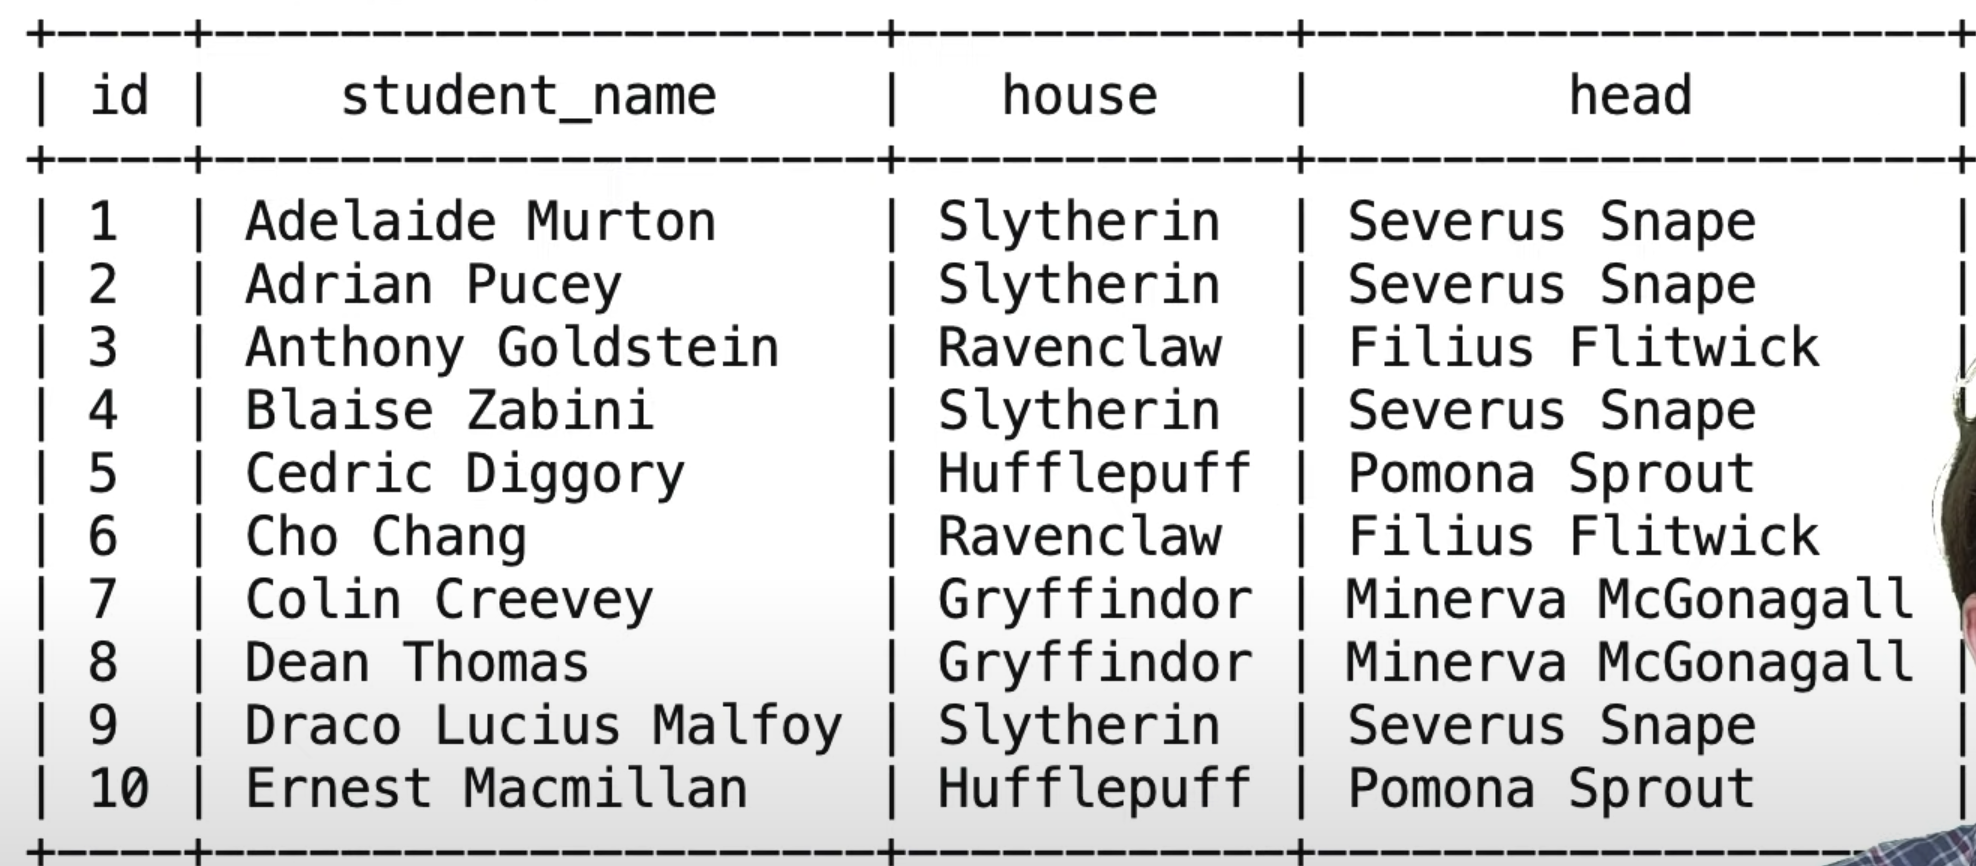 +----+---------------------+------------+--------------------+
| id |    student_name     |   house    |        head        |
+----+---------------------+------------+--------------------+
| 1  | Adelaide Murton     | Slytherin  | Severus Snape      |
| 2  | Adrian Pucey        | Slytherin  | Severus Snape      |
| 3  | Anthony Goldstein   | Ravenclaw  | Filius Flitwick    |
| 4  | Blaise Zabini       | Slytherin  | Severus Snape      |
| 5  | Cedric Diggory      | Hufflepuff | Pomona Sprout      |
| 6  | Cho Chang           | Ravenclaw  | Filius Flitwick    |
| 7  | Colin Creevey       | Gryffindor | Minerva McGonagall |
| 8  | Dean Thomas         | Gryffindor | Minerva McGonagall |
| 9  | Draco Lucius Malfoy | Slytherin  | Severus Snape      |
| 10 | Ernest Macmillan    | Hufflepuff | Pomona Sprout      |
+----+---------------------+------------+--------------------+